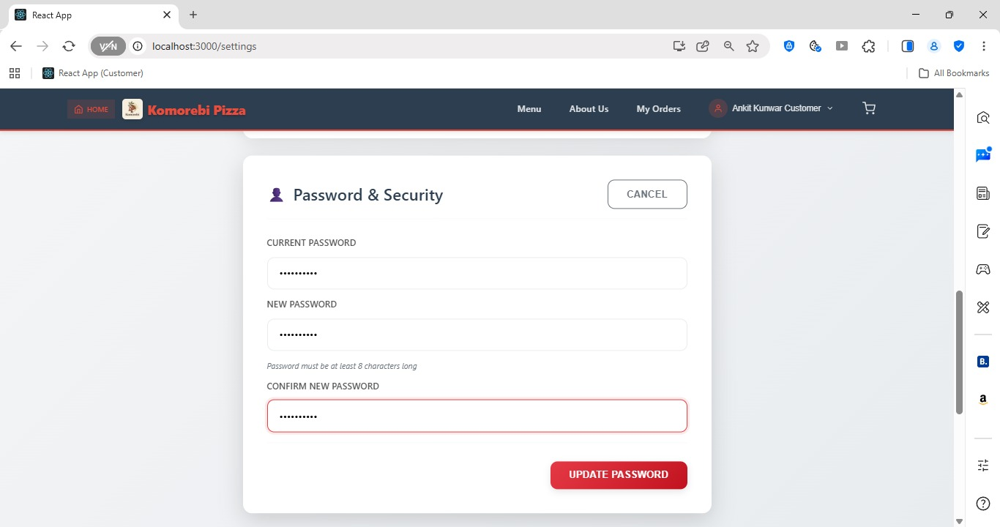 React App
VPN
localhost:3000/settings
React App (Customer)
All Bookmarks
HOME
Komorebi Pizza
Menu
About Us
My Orders
Ankit Kunwar Customer
Password & Security
CANCEL
CURRENT PASSWORD
••••••••••
NEW PASSWORD
••••••••••
Password must be at least 8 characters long
CONFIRM NEW PASSWORD
••••••••••
UPDATE PASSWORD
B.
a